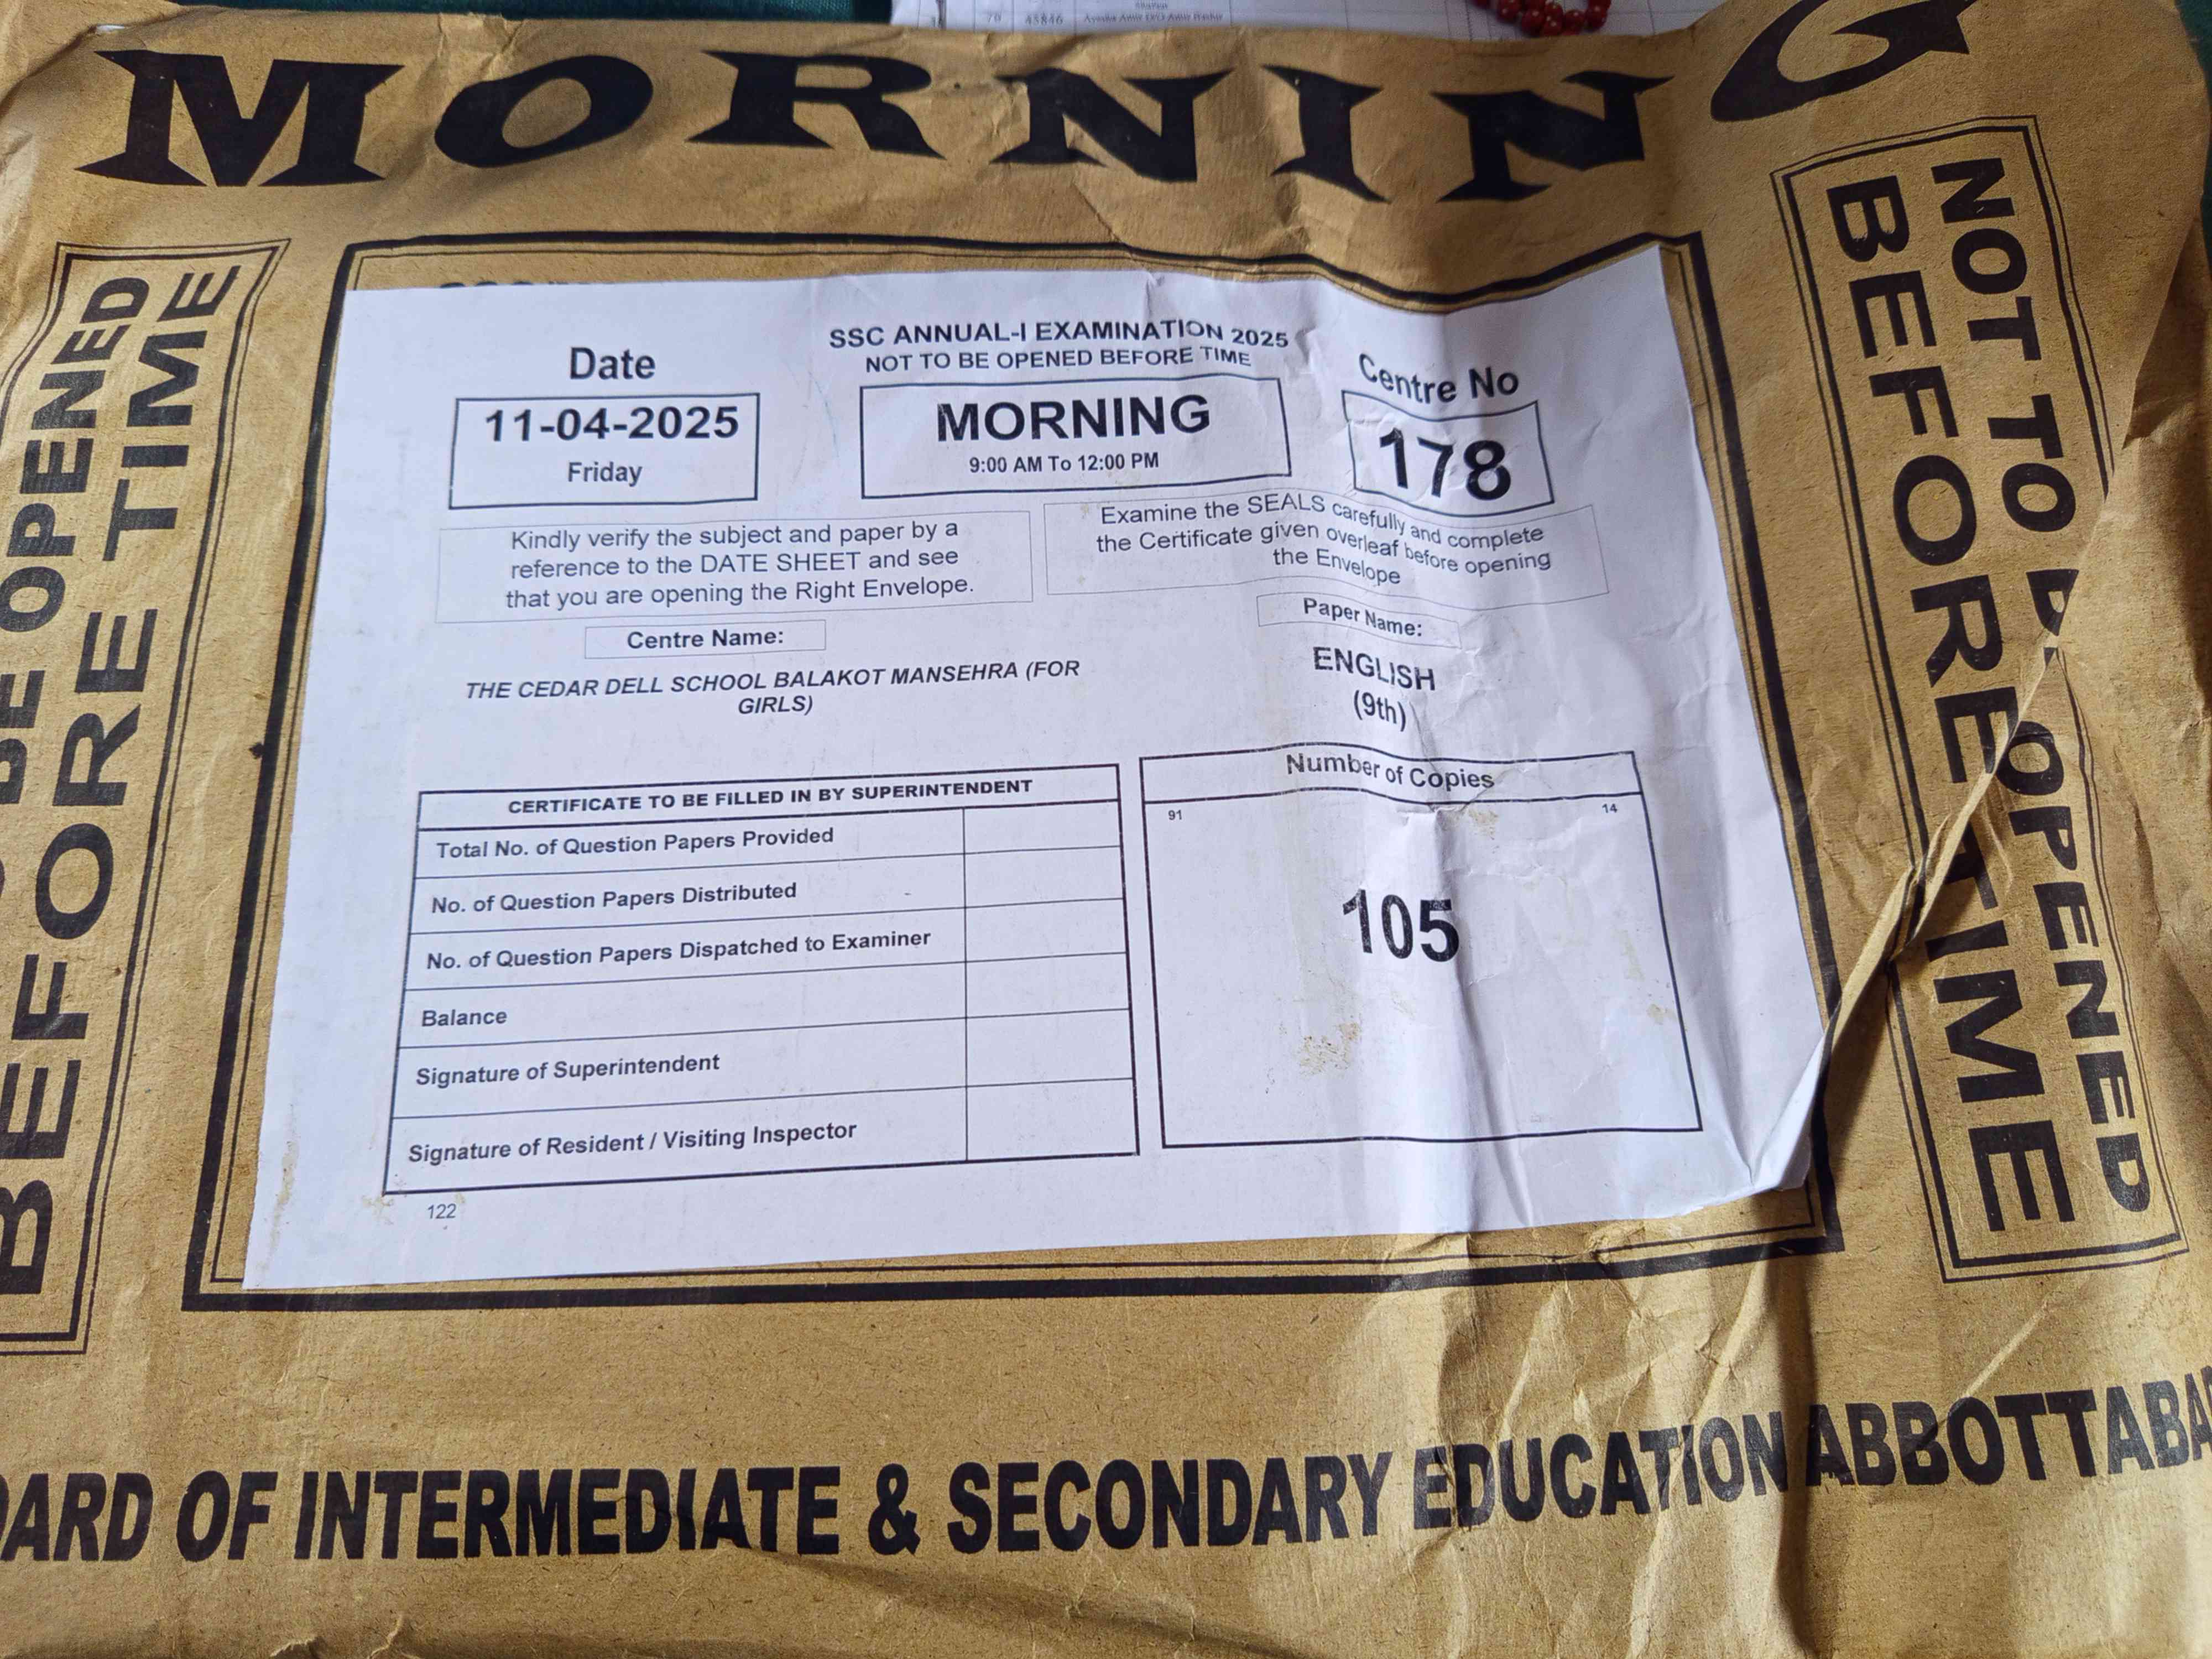 70 45846
MORNING
BE OPENED
BEFORE TIME
NOT TO BE OPENED
BEFORE TIME
SSC ANNUAL-I EXAMINATION 2025
NOT TO BE OPENED BEFORE TIME
Date
11-04-2025
Friday
MORNING
9:00 AM To 12:00 PM
Centre No
178
Kindly verify the subject and paper by a
reference to the DATE SHEET and see
that you are opening the Right Envelope.
Examine the SEALS carefully and complete
the Certificate given overleaf before opening
the Envelope
Centre Name:
THE CEDAR DELL SCHOOL BALAKOT MANSEHRA (FOR
GIRLS)
Paper Name:
ENGLISH
(9th)
CERTIFICATE TO BE FILLED IN BY SUPERINTENDENT
Total No. of Question Papers Provided
No. of Question Papers Distributed
No. of Question Papers Dispatched to Examiner
Balance
Signature of Superintendent
Signature of Resident / Visiting Inspector
122
Number of Copies
91 14
105
OARD OF INTERMEDIATE & SECONDARY EDUCATION ABBOTTABA